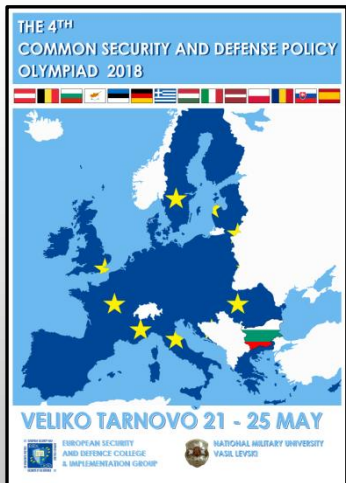 THE 4TH
COMMON SECURITY AND DEFENSE POLICY
OLYMPIAD 2018
VELIKO TARNOVO 21 - 25 MAY
EUROPEAN SECURITY
AND DEFENCE COLLEGE
& IMPLEMENTATION GROUP
NATIONAL MILITARY UNIVERSITY
VASIL LEVSKI